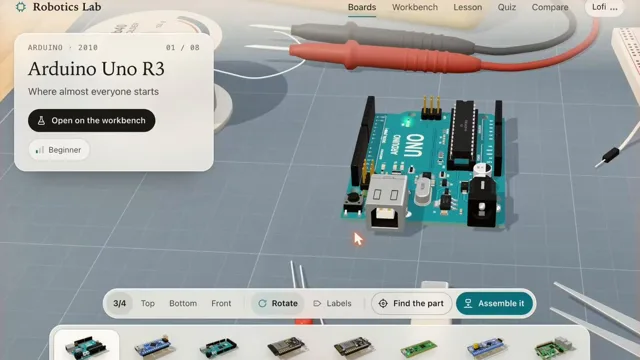 Robotics Lab
Boards
Workbench
Lesson
Quiz
Compare
Lofi ...
ARDUINO · 2010
01 / 08
Arduino Uno R3
Where almost everyone starts
Open on the workbench
Beginner
ARDUINO
UNO
3/4
Top
Bottom
Front
Rotate
Labels
Find the part
Assemble it